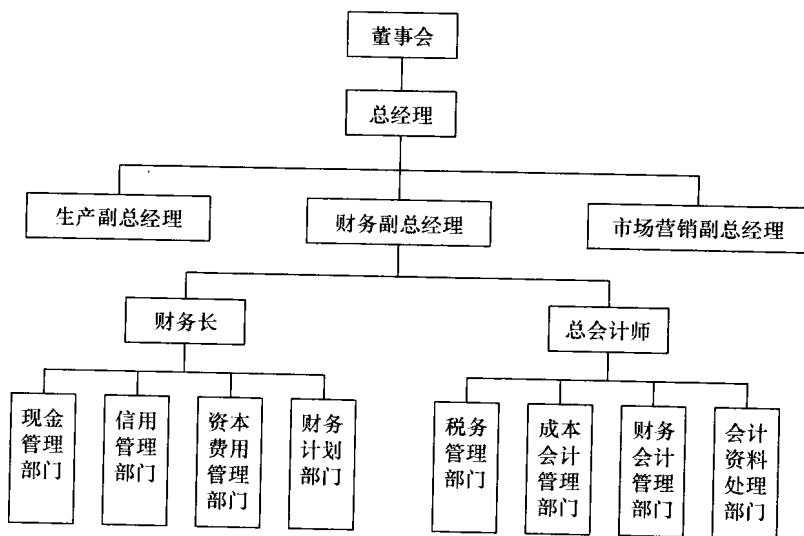 董事会
总经理
生产副总经理
财务副总经理
市场营销副总经理
财务长
总会计师
现金
管理
部门
信用
管理
部门
资本
费用
管理
部门
财务
计划
部门
税务
管理
部门
成本
会计
管理
部门
财务
会计
管理
部门
会计
资料
处理
部门